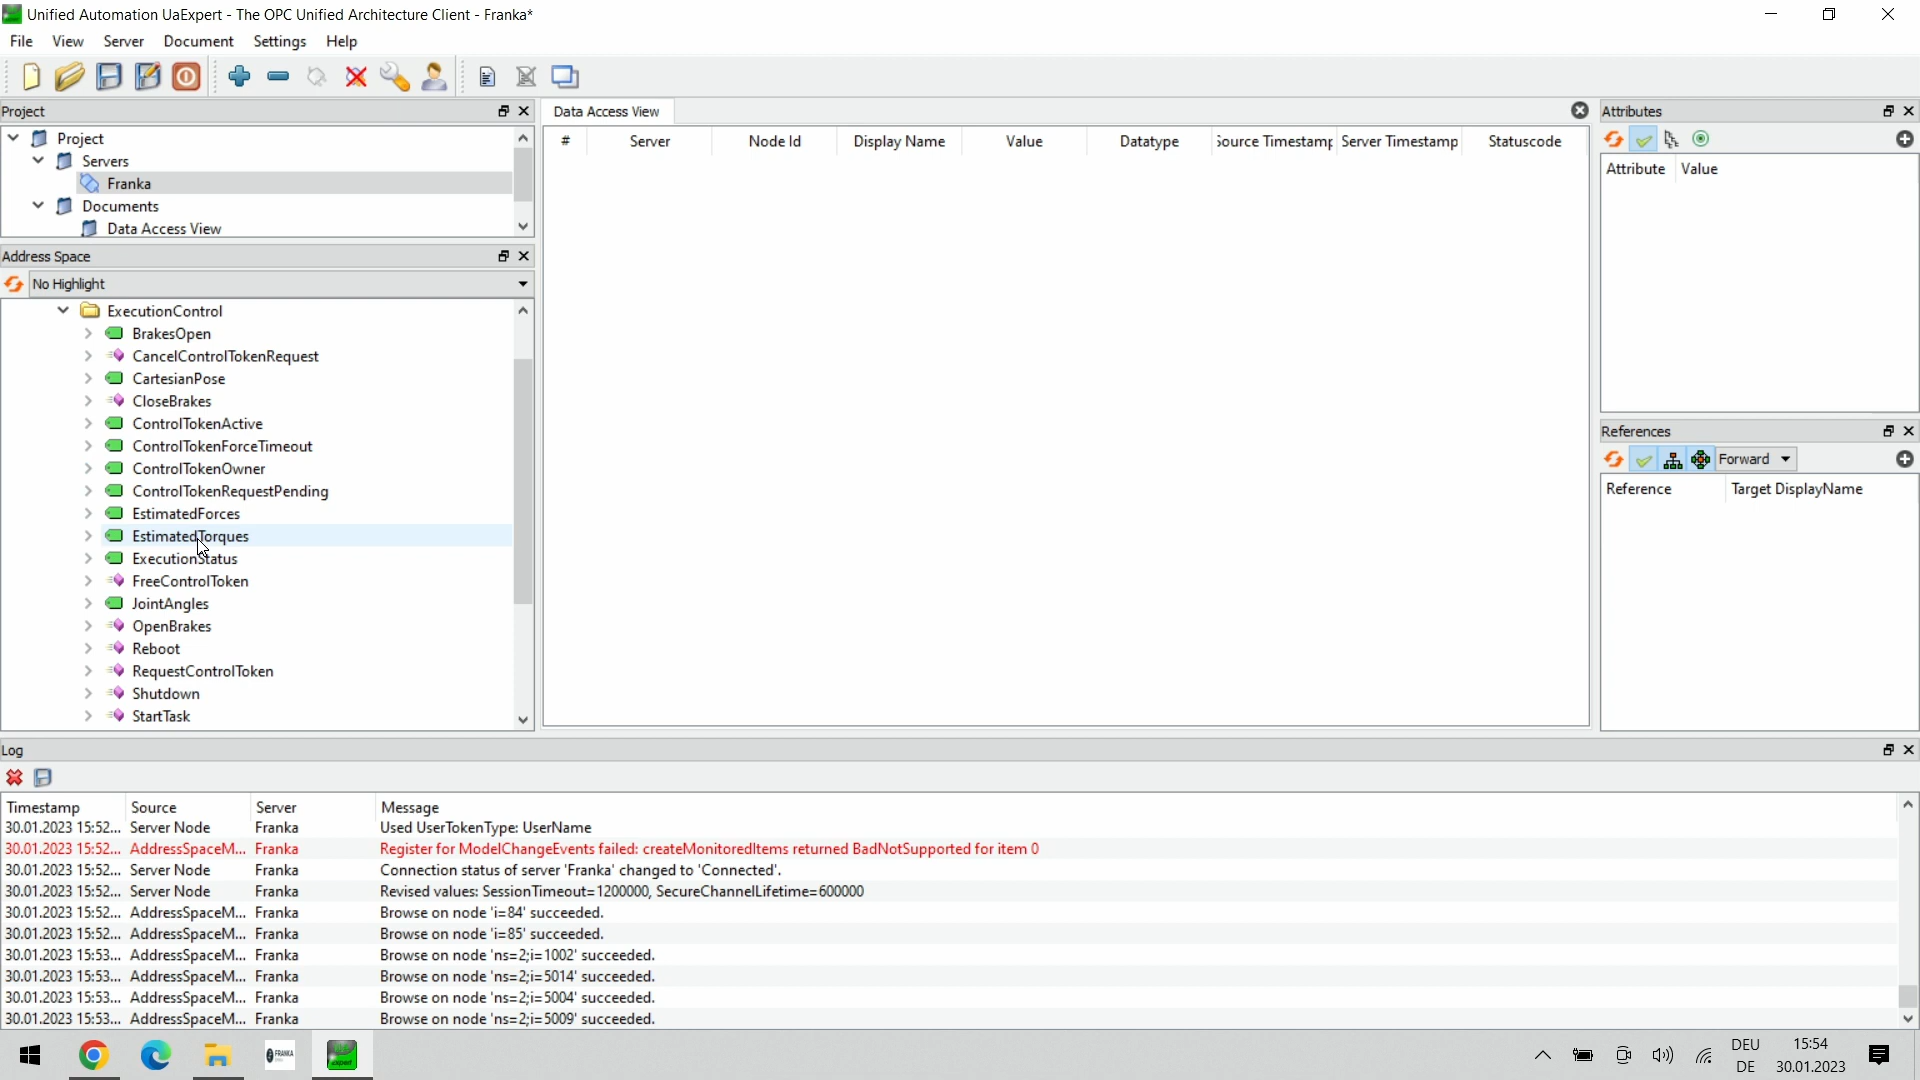 Unified Automation UaExpert - The OPC Unified Architecture Client - Franka*
File View Server Document Settings Help
Project
Project
Servers
Franka
Documents
Data Access View
Address Space
No Highlight
ExecutionControl
BrakesOpen
CancelControlTokenRequest
CartesianPose
CloseBrakes
ControlTokenActive
ControlTokenForceTimeout
ControlTokenOwner
ControlTokenRequestPending
EstimatedForces
EstimatedTorques
ExecutionStatus
FreeControlToken
JointAngles
OpenBrakes
Reboot
RequestControlToken
Shutdown
StartTask
Data Access View
# Server Node Id Display Name Value Datatype Source Timestamp Server Timestamp Statuscode
Attributes
Attribute Value
References
Forward
Reference Target DisplayName
Log
Timestamp Source Server Message
30.01.2023 15:52... Server Node Franka Used UserTokenType: UserName
30.01.2023 15:52... AddressSpaceM... Franka Register for ModelChangeEvents failed: createMonitoredItems returned BadNotSupported for item 0
30.01.2023 15:52... Server Node Franka Connection status of server 'Franka' changed to 'Connected'.
30.01.2023 15:52... Server Node Franka Revised values: SessionTimeout=1200000, SecureChannelLifetime=600000
30.01.2023 15:52... AddressSpaceM... Franka Browse on node 'i=84' succeeded.
30.01.2023 15:52... AddressSpaceM... Franka Browse on node 'i=85' succeeded.
30.01.2023 15:53... AddressSpaceM... Franka Browse on node 'ns=2;i=1002' succeeded.
30.01.2023 15:53... AddressSpaceM... Franka Browse on node 'ns=2;i=5014' succeeded.
30.01.2023 15:53... AddressSpaceM... Franka Browse on node 'ns=2;i=5004' succeeded.
30.01.2023 15:53... AddressSpaceM... Franka Browse on node 'ns=2;i=5009' succeeded.
FRANKA
expert
DEU
DE
15:54
30.01.2023